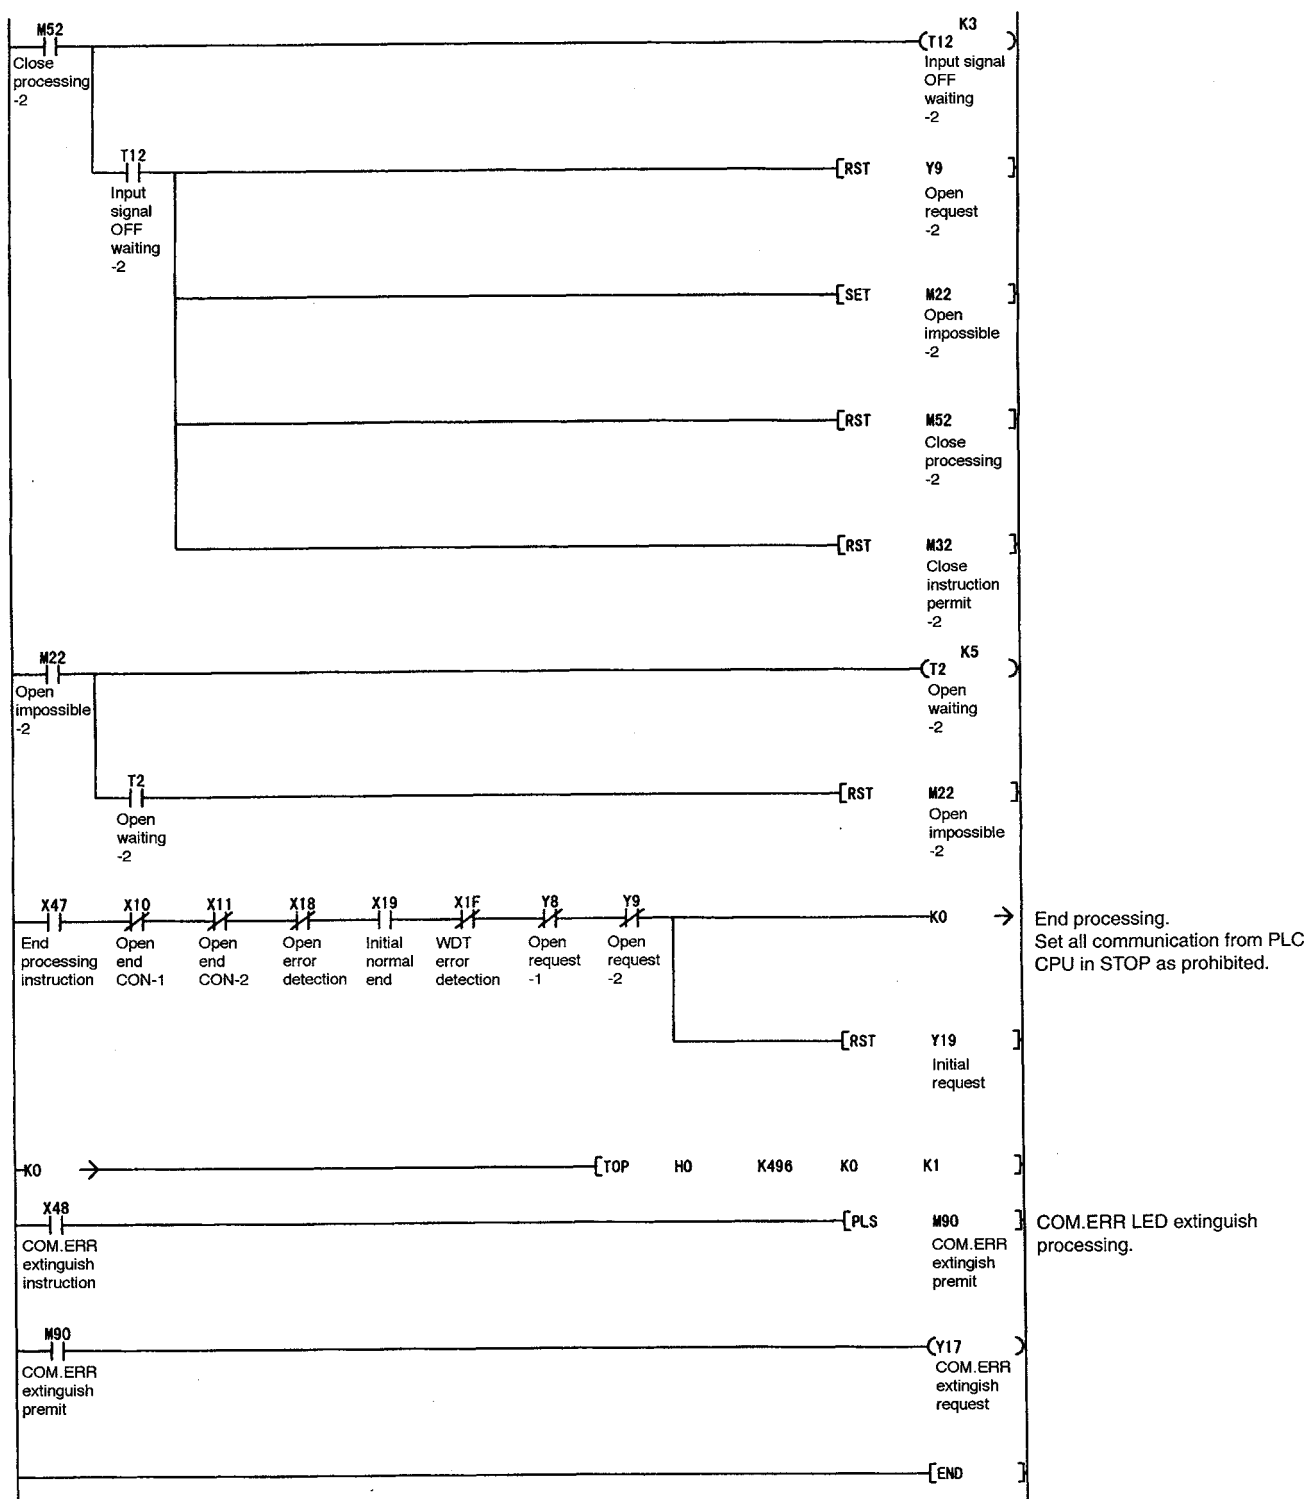 M52
K3
T12
Close
processing
-2
Input signal
OFF
waiting
-2
T12
RST Y9
Input
signal
OFF
waiting
-2
Open
request
-2
SET M22
Open
impossible
-2
RST M52
Close
processing
-2
RST M32
Close
instruction
permit
-2
M22
K5
T2
Open
impossible
-2
Open
waiting
-2
T2
RST M22
Open
waiting
-2
Open
impossible
-2
X47 X10 X11 X18 X19 X1F Y8 Y9
K0
End
processing
instruction
Open
end
CON-1
Open
end
CON-2
Open
error
detection
Initial
normal
end
WDT
error
detection
Open
request
-1
Open
request
-2
End processing.
Set all communication from PLC
CPU in STOP as prohibited.
RST Y19
Initial
request
K0
TOP H0 K496 K0 K1
X48
PLS M90
COM.ERR
extinguish
instruction
COM.ERR
extingish
premit
COM.ERR LED extinguish
processing.
M90
Y17
COM.ERR
extinguish
premit
COM.ERR
extingish
request
END